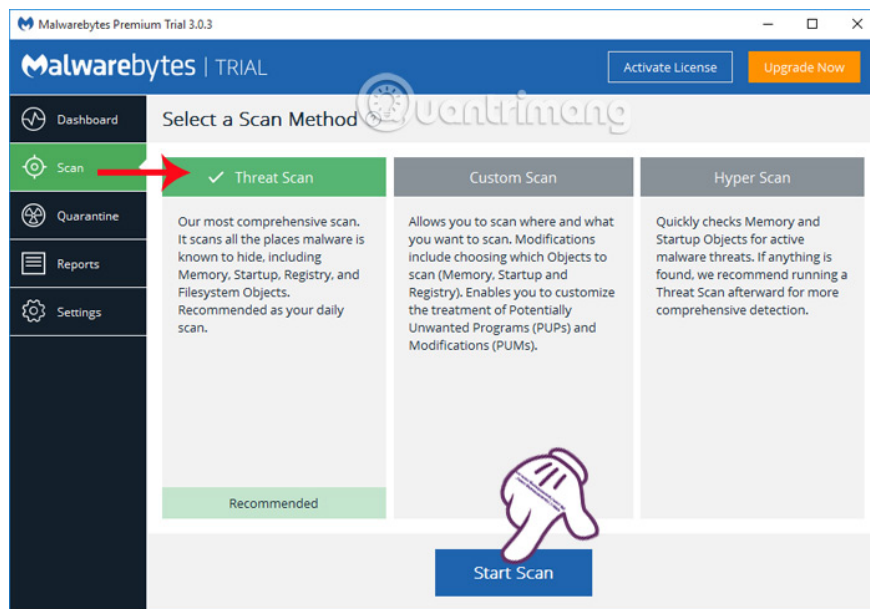 Malwarebytes Premium Trial 3.0.3
Malwarebytes | TRIAL
Activate License
Upgrade Now
Dashboard
Scan
Quarantine
Reports
Settings
Select a Scan Method
Quantrimang
Threat Scan
Our most comprehensive scan.
It scans all the places malware is
known to hide, including
Memory, Startup, Registry, and
Filesystem Objects.
Recommended as your daily
scan.
Recommended
Custom Scan
Allows you to scan where and what
you want to scan. Modifications
include choosing which Objects to
scan (Memory, Startup and
Registry). Enables you to customize
the treatment of Potentially
Unwanted Programs (PUPs) and
Modifications (PUMs).
Hyper Scan
Quickly checks Memory and
Startup Objects for active
malware threats. If anything is
found, we recommend running a
Threat Scan afterward for more
comprehensive detection.
Start Scan